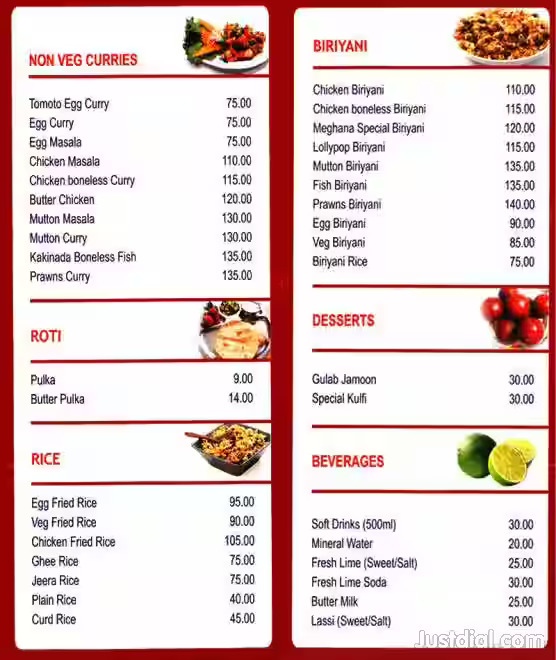 NON VEG CURRIES
Tomoto Egg Curry 75.00
Egg Curry 75.00
Egg Masala 75.00
Chicken Masala 110.00
Chicken boneless Curry 115.00
Butter Chicken 120.00
Mutton Masala 130.00
Mutton Curry 130.00
Kakinada Boneless Fish 135.00
Prawns Curry 135.00
ROTI
Pulka 9.00
Butter Pulka 14.00
RICE
Egg Fried Rice 95.00
Veg Fried Rice 90.00
Chicken Fried Rice 105.00
Ghee Rice 75.00
Jeera Rice 75.00
Plain Rice 40.00
Curd Rice 45.00
BIRIYANI
Chicken Biriyani 110.00
Chicken boneless Biriyani 115.00
Meghana Special Biriyani 120.00
Lollypop Biriyani 115.00
Mutton Biriyani 135.00
Fish Biriyani 135.00
Prawns Biriyani 140.00
Egg Biriyani 90.00
Veg Biriyani 85.00
Biriyani Rice 75.00
DESSERTS
Gulab Jamoon 30.00
Special Kulfi 30.00
BEVERAGES
Soft Drinks (500ml) 30.00
Mineral Water 20.00
Fresh Lime (Sweet/Salt) 25.00
Fresh Lime Soda 30.00
Butter Milk 25.00
Lassi (Sweet/Salt) 30.00
Justdial.com